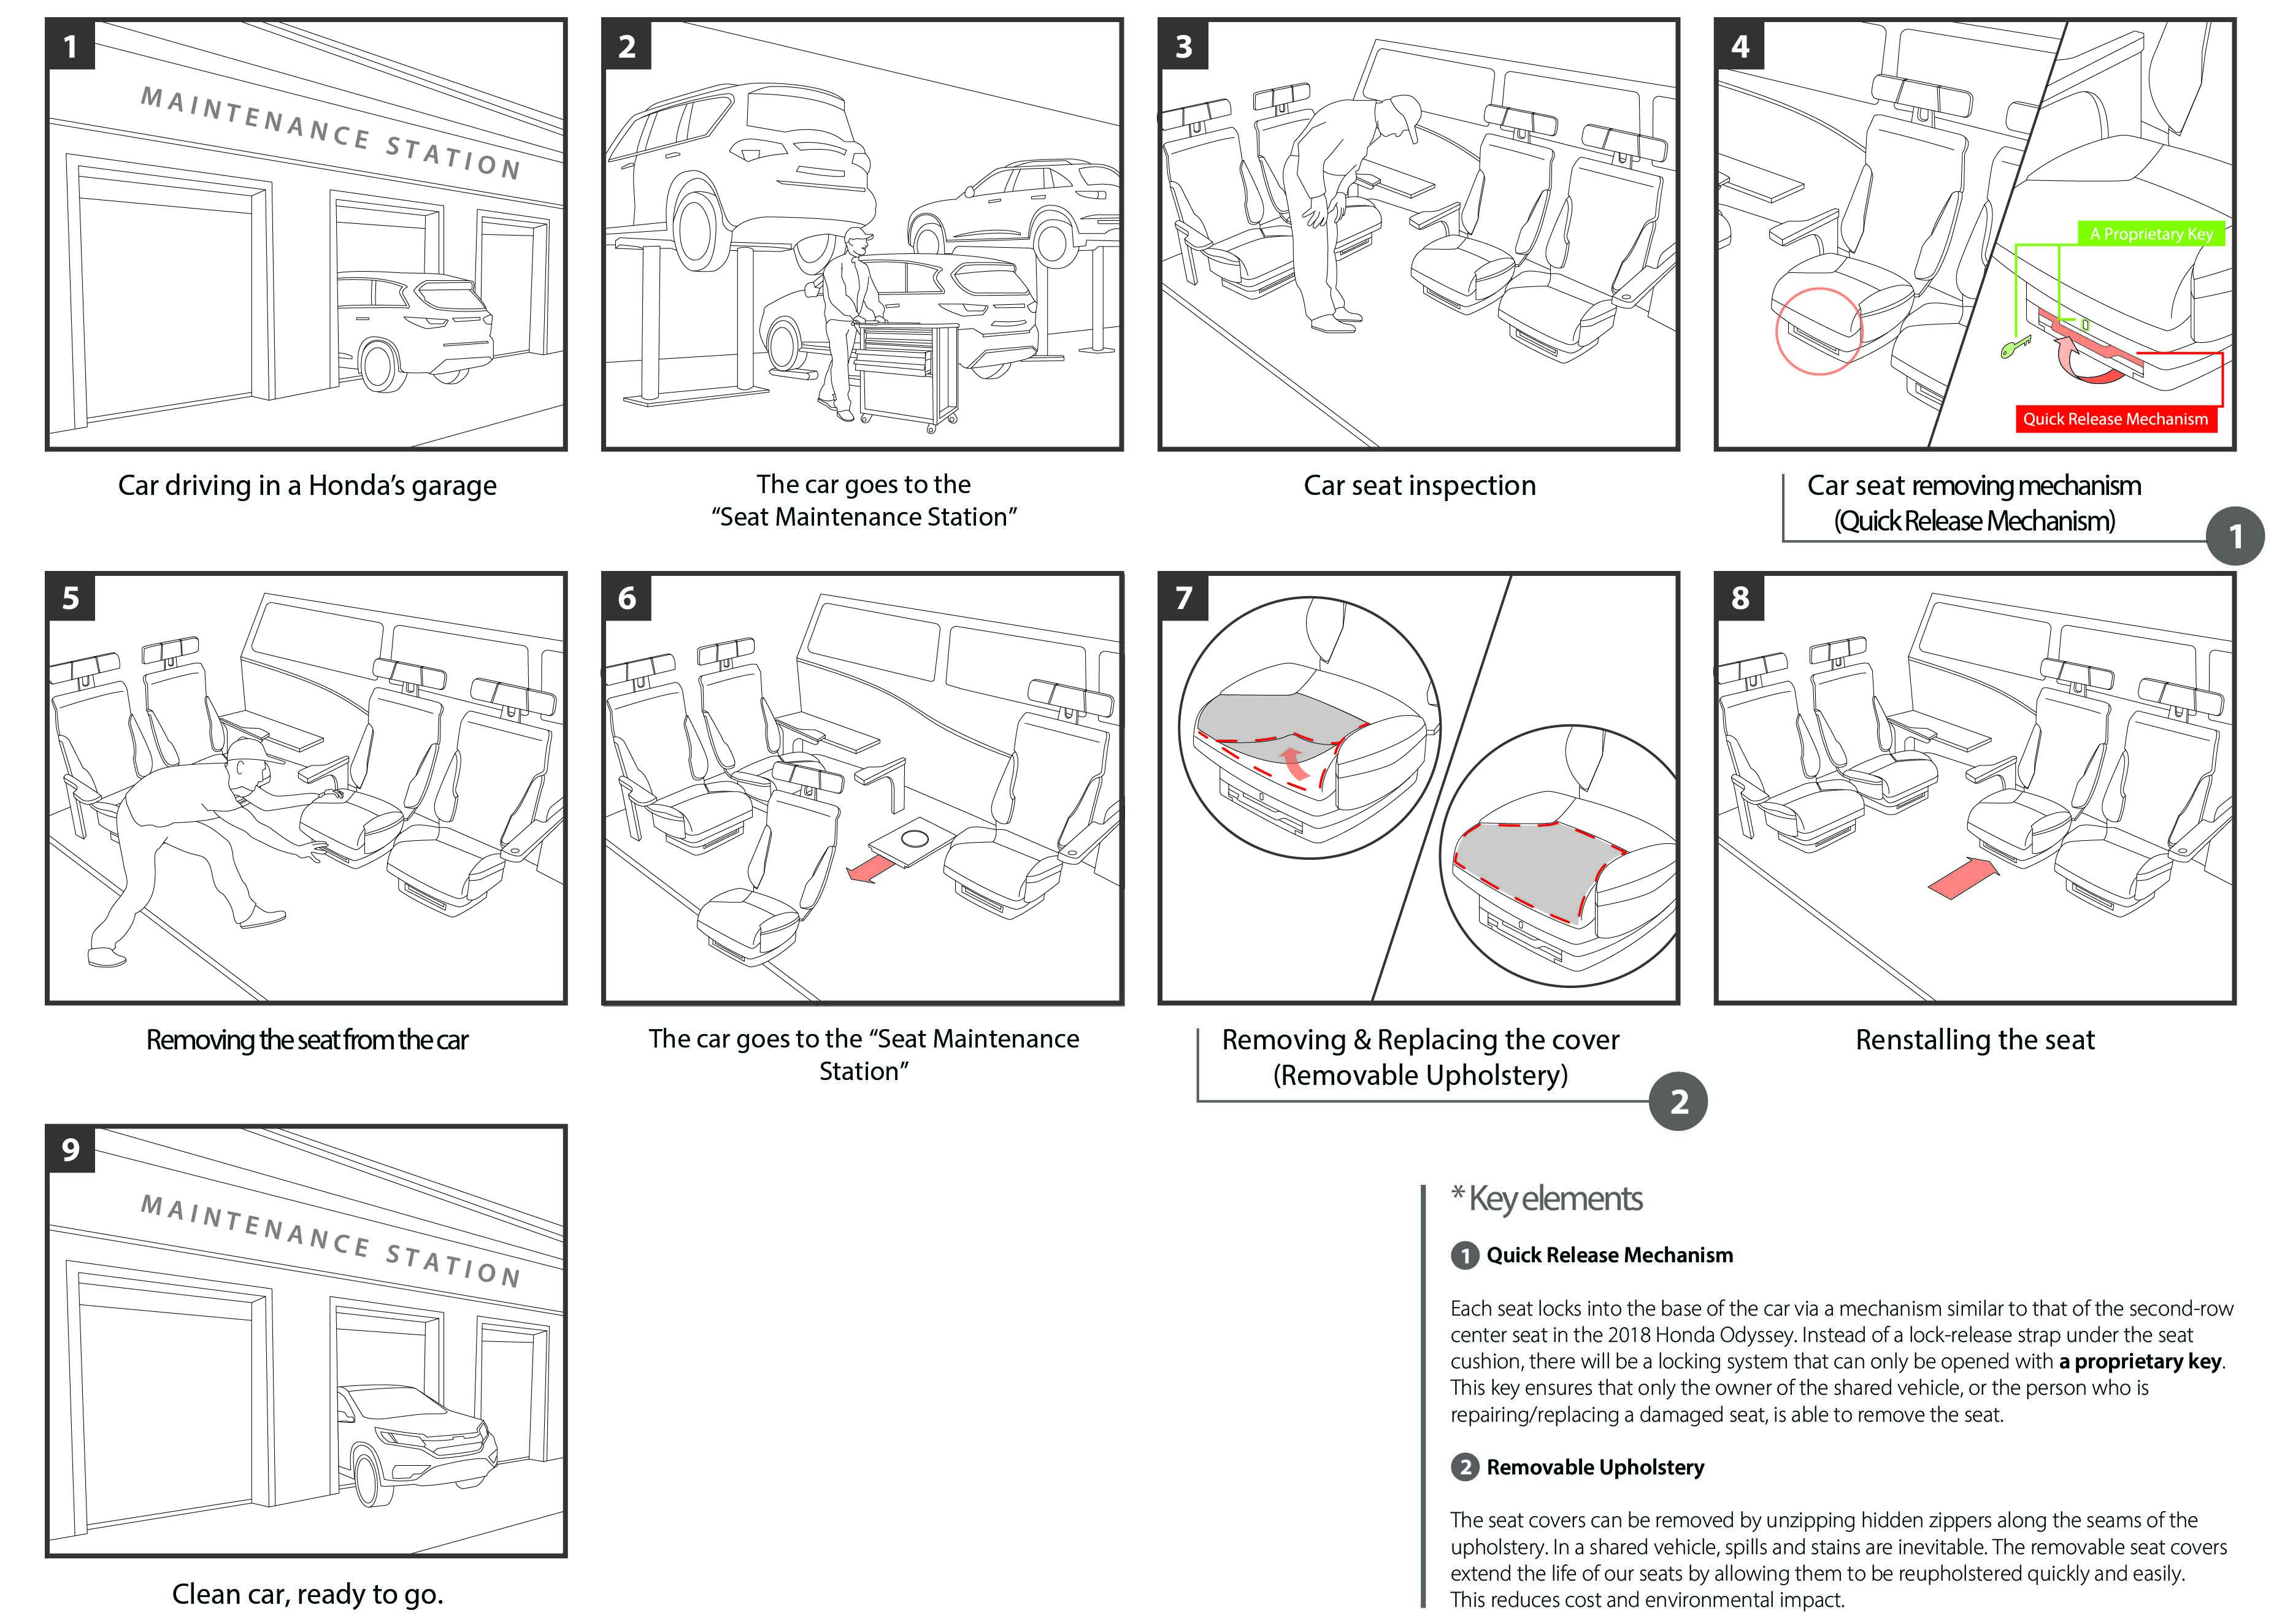 1
MAINTENANCE STATION
Car driving in a Honda's garage
2
The car goes to the
“Seat Maintenance Station”
3
Car seat inspection
4
A Proprietary Key
Quick Release Mechanism
Car seat removing mechanism
(Quick Release Mechanism)
1
5
Removing the seat from the car
6
The car goes to the “Seat Maintenance
Station”
7
Removing & Replacing the cover
(Removable Upholstery)
2
8
Renstalling the seat
9
MAINTENANCE STATION
Clean car, ready to go.
* Key elements
1 Quick Release Mechanism
Each seat locks into the base of the car via a mechanism similar to that of the second-row
center seat in the 2018 Honda Odyssey. Instead of a lock-release strap under the seat
cushion, there will be a locking system that can only be opened with a proprietary key.
This key ensures that only the owner of the shared vehicle, or the person who is
repairing/replacing a damaged seat, is able to remove the seat.
2 Removable Upholstery
The seat covers can be removed by unzipping hidden zippers along the seams of the
upholstery. In a shared vehicle, spills and stains are inevitable. The removable seat covers
extend the life of our seats by allowing them to be reupholstered quickly and easily.
This reduces cost and environmental impact.